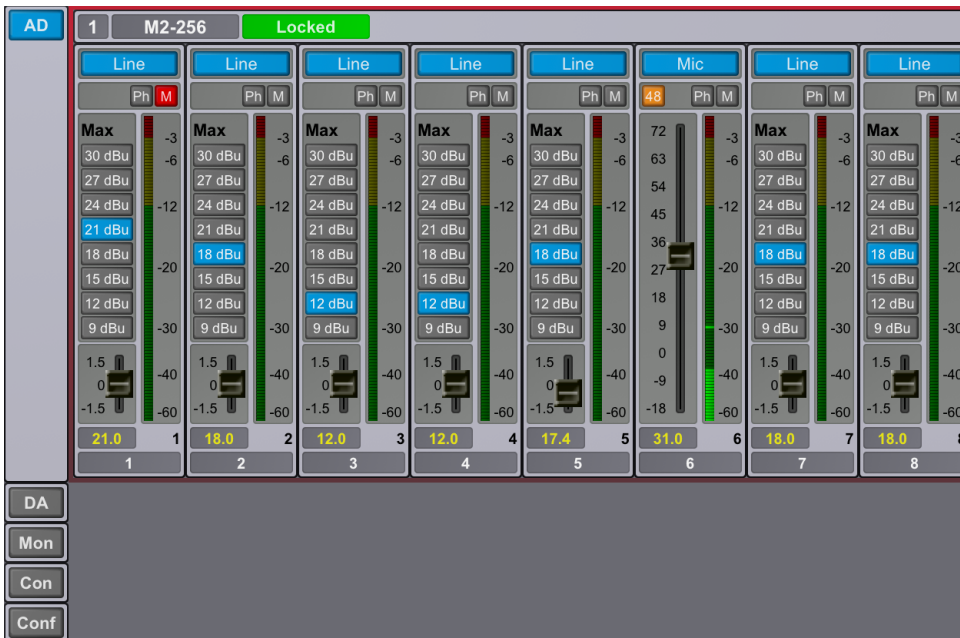 AD 1 M2-256 Locked
Line Line Line Line Line Mic Line Line
Ph M Ph M Ph M Ph M Ph M 48 Ph M Ph M Ph M
Max -3 Max -3 Max -3 Max -3 Max -3 72 -3 Max -3 Max -3
30 dBu -6 30 dBu -6 30 dBu -6 30 dBu -6 30 dBu -6 63 -6 30 dBu -6 30 dBu -6
27 dBu 27 dBu 27 dBu 27 dBu 27 dBu 54 27 dBu 27 dBu
24 dBu -12 24 dBu -12 24 dBu -12 24 dBu -12 24 dBu -12 45 -12 24 dBu -12 24 dBu -12
21 dBu 21 dBu 21 dBu 21 dBu 21 dBu 36 21 dBu 21 dBu
18 dBu -20 18 dBu -20 18 dBu -20 18 dBu -20 18 dBu -20 27 -20 18 dBu -20 18 dBu -20
15 dBu 15 dBu 15 dBu 15 dBu 15 dBu 18 15 dBu 15 dBu
12 dBu 12 dBu 12 dBu 12 dBu 12 dBu 12 dBu 12 dBu
9 dBu -30 9 dBu -30 9 dBu -30 9 dBu -30 9 dBu -30 9 -30 9 dBu -30 9 dBu -30
1.5 1.5 1.5 1.5 1.5 0 1.5 1.5
0 -40 0 -40 0 -40 0 -40 0 -40 -9 -40 0 -40 0 -40
-1.5 -60 -1.5 -60 -1.5 -60 -1.5 -60 -1.5 -60 -18 -60 -1.5 -60 -1.5 -60
21.0 1 18.0 2 12.0 3 12.0 4 17.4 5 31.0 6 18.0 7 18.0
1 2 3 4 5 6 7 8
DA
Mon
Con
Conf